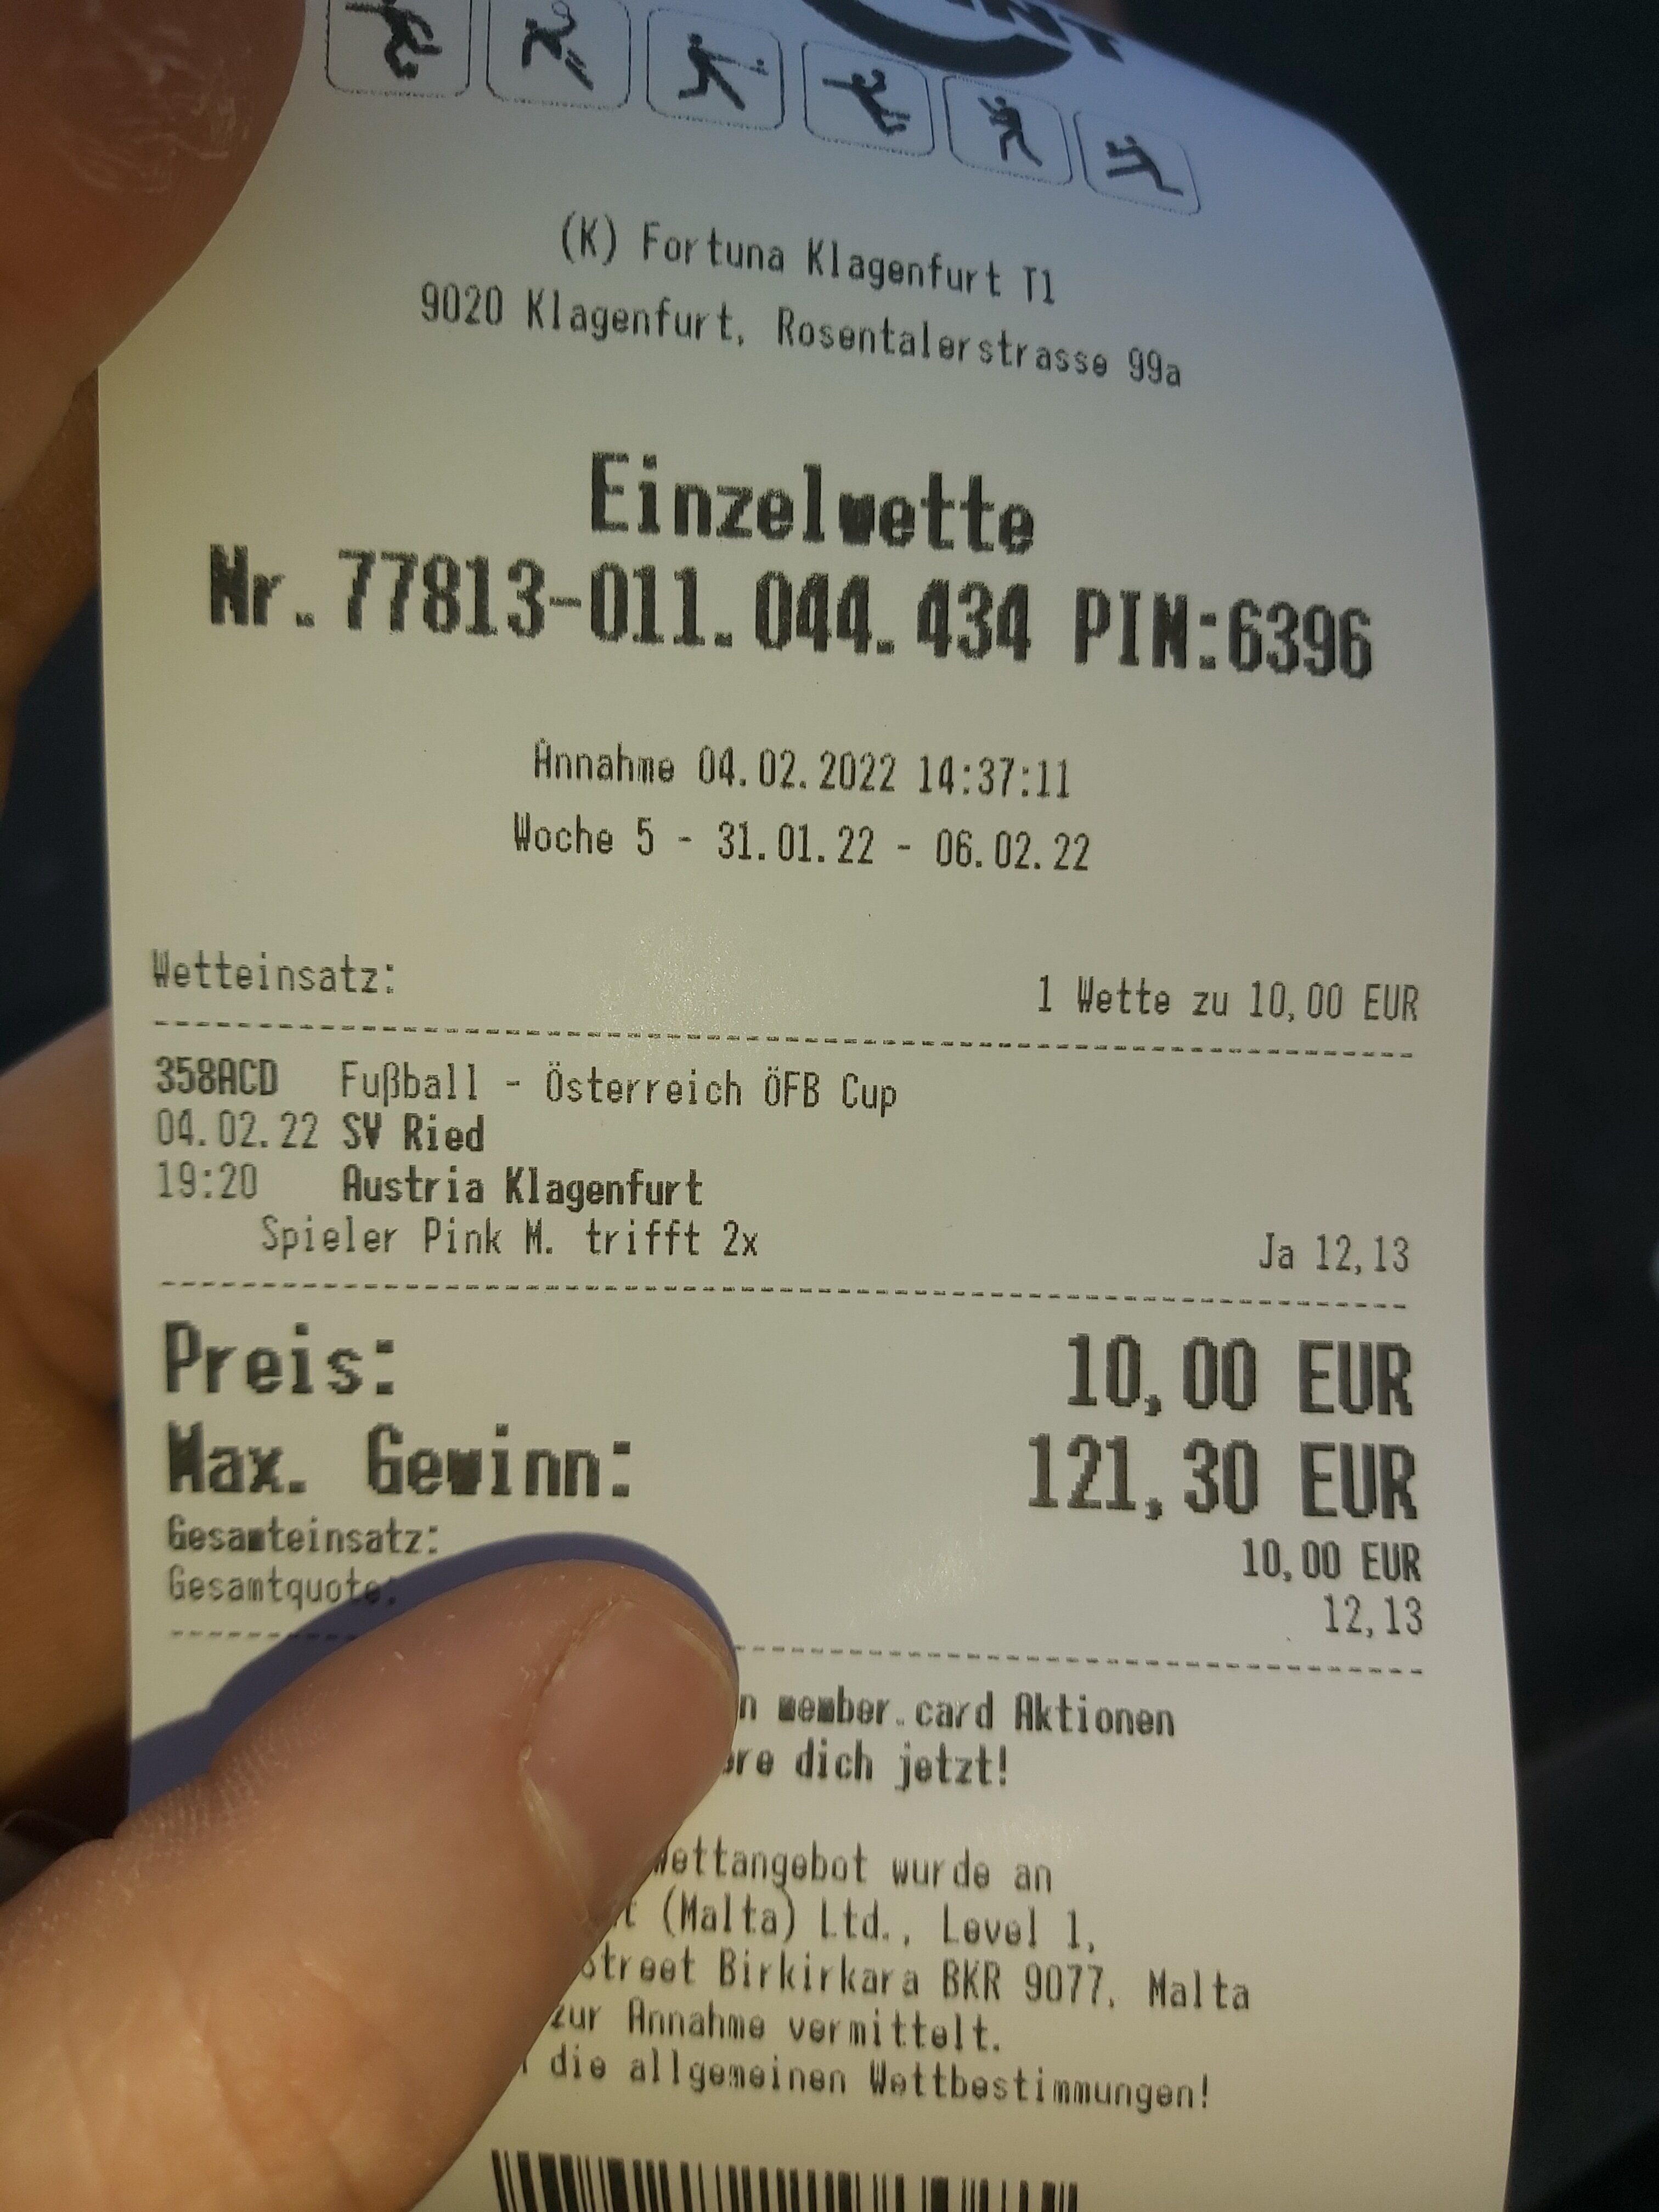 (K) Fortuna Klagenfurt T1
9020 Klagenfurt, Rosentalerstrasse 99a
Einzelwette
Nr.77813-011.044.434 PIN:6396
Annahme 04.02.2022 14:37:11
Woche 5 - 31.01.22 - 06.02.22
Wetteinsatz: 1 Wette zu 10,00 EUR
358ACD Fußball - Österreich ÖFB Cup
04.02.22 SV Ried
19:20 Austria Klagenfurt
Spieler Pink M. trifft 2x Ja 12,13
Preis: 10,00 EUR
Max. Gewinn: 121,30 EUR
Gesamteinsatz: 10,00 EUR
Gesamtquote: 12,13
member.card Aktionen
dich jetzt!
Wettangebot wurde an
(Malta) Ltd., Level 1,
Street Birkirkara BKR 9077, Malta
zur Annahme vermittelt.
die allgemeinen Wettbestimmungen!